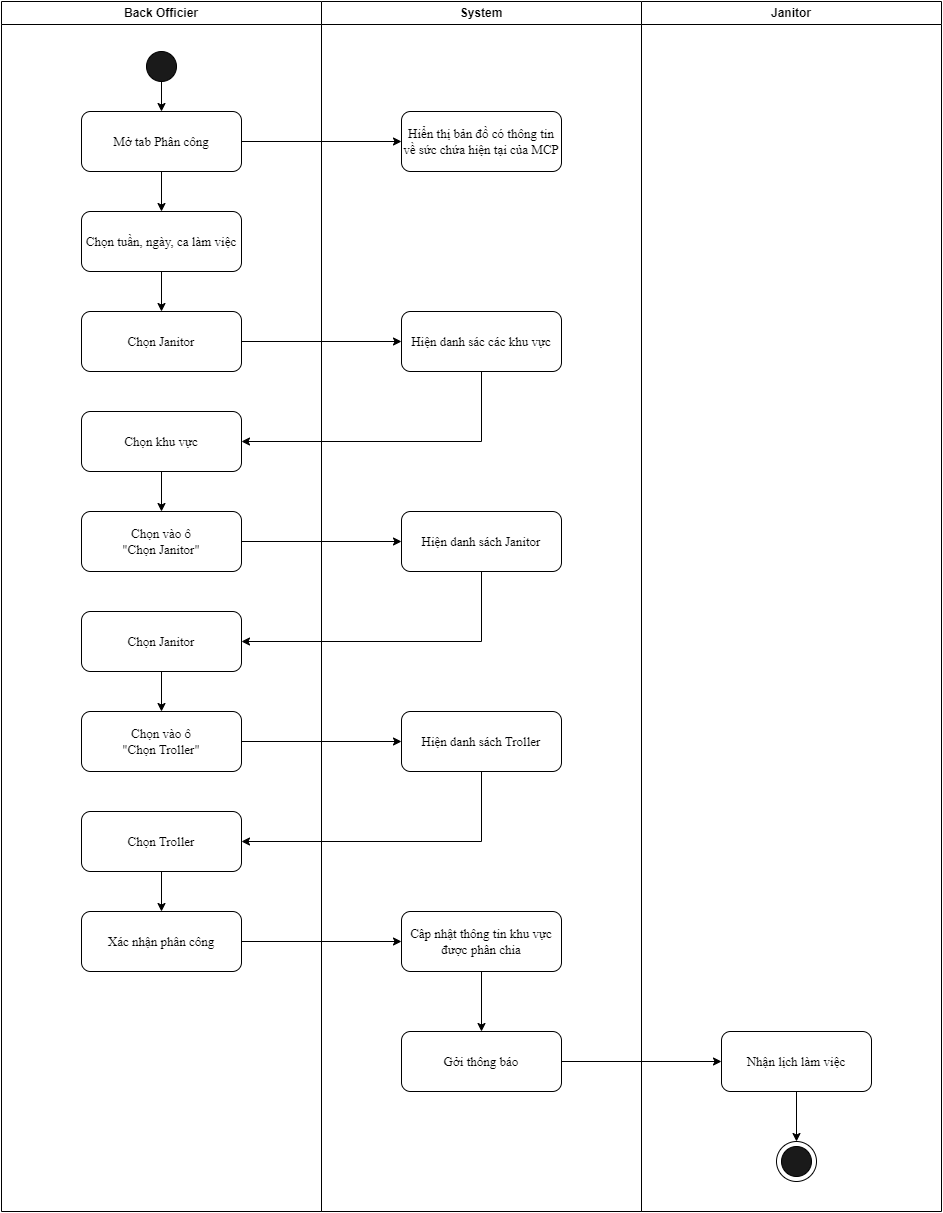 Back Officier
System
Janitor
Mở tab Phân công
Hiển thị bản đồ có thông tin
về sức chứa hiện tại của MCP
Chọn tuần, ngày, ca làm việc
Chọn Janitor
Hiện danh sác các khu vực
Chọn khu vực
Chọn vào ô
"Chọn Janitor"
Hiện danh sách Janitor
Chọn Janitor
Chọn vào ô
"Chọn Troller"
Hiện danh sách Troller
Chọn Troller
Xác nhận phân công
Câp nhật thông tin khu vực
được phân chia
Gởi thông báo
Nhận lịch làm việc